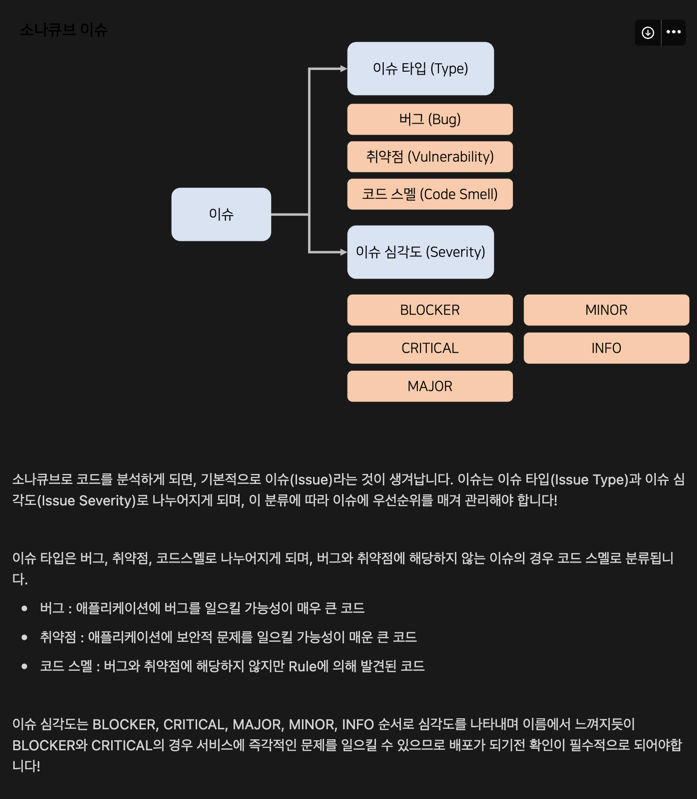 소나큐브 이슈
이슈 타입 (Type)
버그 (Bug)
취약점 (Vulnerability)
코드 스멜 (Code Smell)
이슈
이슈 심각도 (Severity)
BLOCKER
MINOR
CRITICAL
INFO
MAJOR
소나큐브로 코드를 분석하게 되면, 기본적으로 이슈(Issue)라는 것이 생겨납니다. 이슈는 이슈 타입(Issue Type)과 이슈 심
각도(Issue Severity)로 나누어지게 되며, 이 분류에 따라 이슈에 우선순위를 매겨 관리해야 합니다!
이슈 타입은 버그, 취약점, 코드스멜로 나누어지게 되며, 버그와 취약점에 해당하지 않는 이슈의 경우 코드 스멜로 분류됩니
다.
• 버그 : 애플리케이션에 버그를 일으킬 가능성이 매우 큰 코드
• 취약점 : 애플리케이션에 보안적 문제를 일으킬 가능성이 매운 큰 코드
• 코드 스멜 : 버그와 취약점에 해당하지 않지만 Rule에 의해 발견된 코드
이슈 심각도는 BLOCKER, CRITICAL, MAJOR, MINOR, INFO 순서로 심각도를 나타내며 이름에서 느껴지듯이
BLOCKER와 CRITICAL의 경우 서비스에 즉각적인 문제를 일으킬 수 있으므로 배포가 되기전 확인이 필수적으로 되어야합
니다!